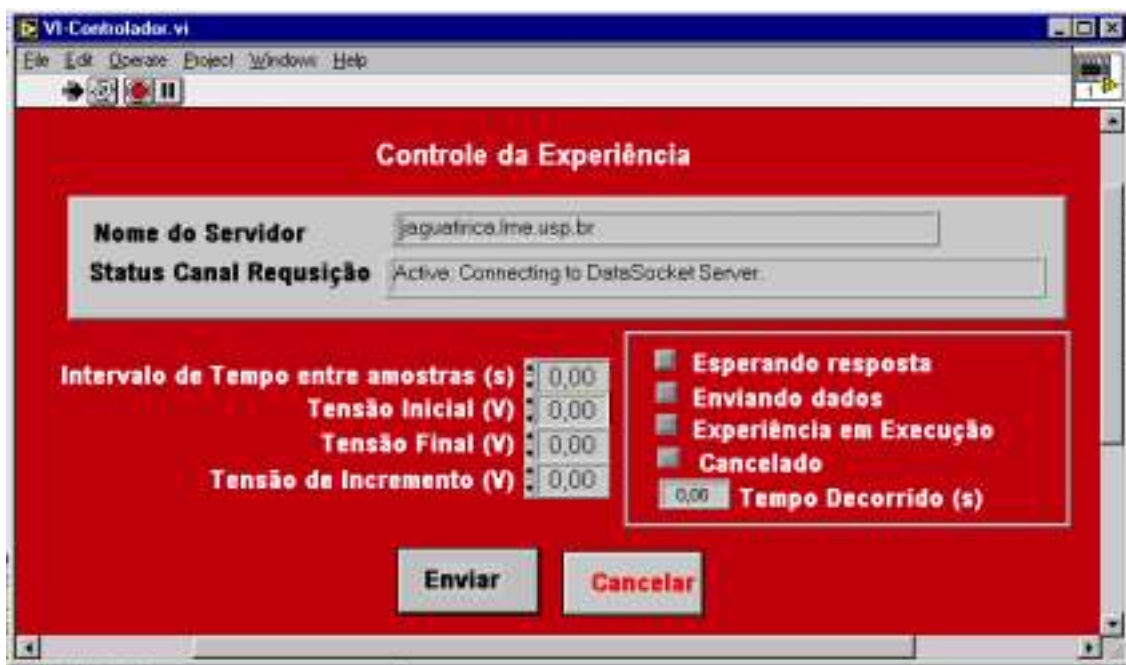 VI-Controlador.vi
File Edit Operate Project Windows Help
1
Controle da Experiência
Nome do Servidor jaguatirica.lme.usp.br
Status Canal Requsição Active: Connecting to DataSocket Server.
Intervalo de Tempo entre amostras (s) 0,00
Tensão Inicial (V) 0,00
Tensão Final (V) 0,00
Tensão de Incremento (V) 0,00
Esperando resposta
Enviando dados
Experiência em Execução
Cancelado
0,00 Tempo Decorrido (s)
Enviar Cancelar